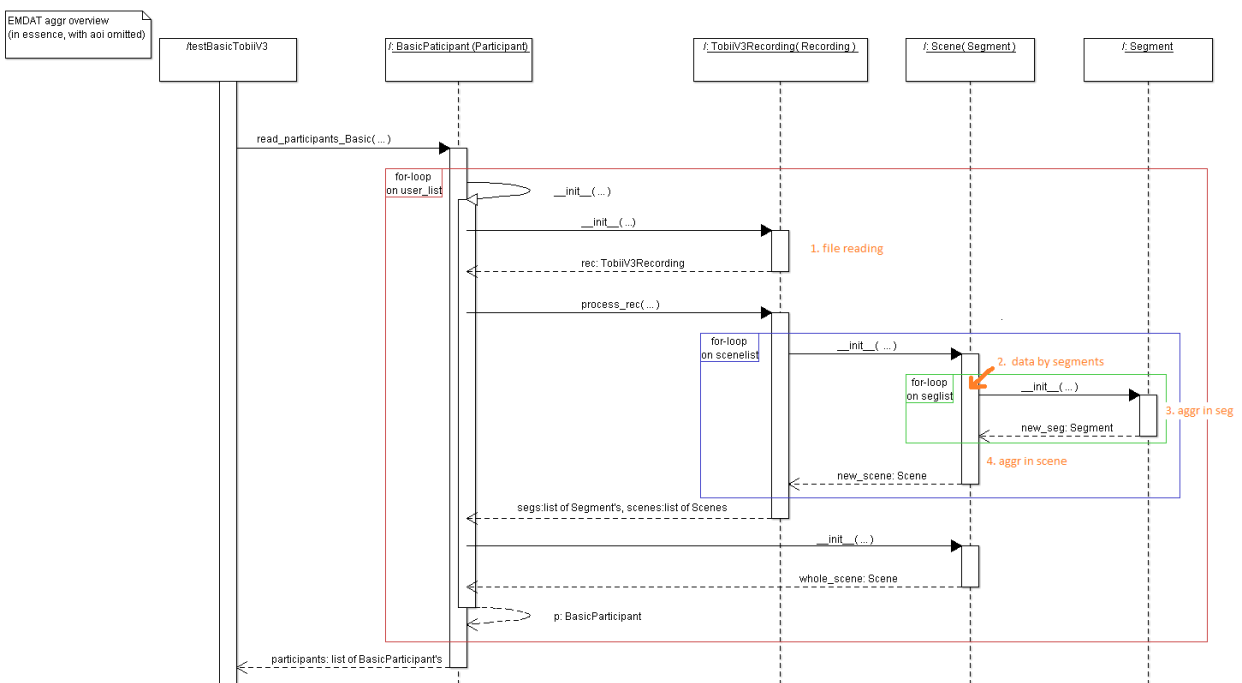 EMDAT aggr overview
(in essence, with aoi omitted)
/testBasicTobiiV3
/: BasicPaticipant (Participant)
/: TobiiV3Recording( Recording )
/: Scene( Segment )
/: Segment
read_participants_Basic( ... )
for-loop
on user_list
__init__( ... )
__init__( ...)
1. file reading
rec: TobiiV3Recording
process_rec( ... )
for-loop
on scenelist
__init__( ... )
2. data by segments
for-loop
on seglist
__init__( ... )
3. aggr in seg
new_seg: Segment
4. aggr in scene
new_scene: Scene
segs:list of Segment's, scenes:list of Scenes
__init__( ... )
whole_scene: Scene
p: BasicParticipant
participants: list of BasicParticipant's